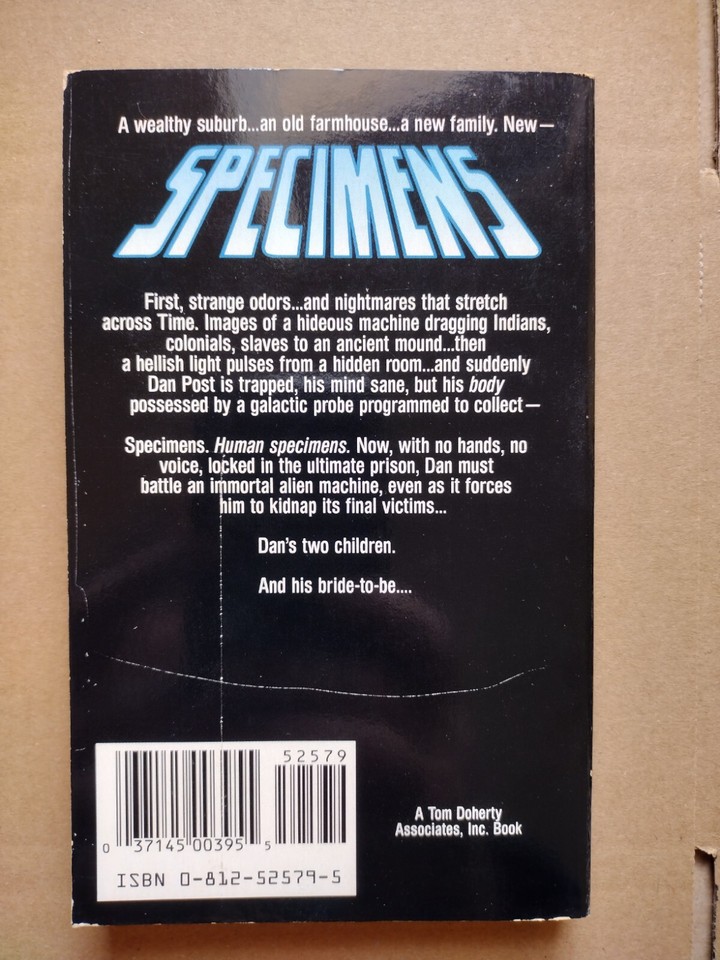 A wealthy suburb...an old farmhouse...a new family. New—
SPECIMENS
First, strange odors...and nightmares that stretch
across Time. Images of a hideous machine dragging Indians,
colonials, slaves to an ancient mound...then
a hellish light pulses from a hidden room...and suddenly
Dan Post is trapped, his mind sane, but his body
possessed by a galactic probe programmed to collect—
Specimens. Human specimens. Now, with no hands, no
voice, locked in the ultimate prison, Dan must
battle an immortal alien machine, even as it forces
him to kidnap its final victims...
Dan's two children.
And his bride-to-be....
52579
0 37145 00395 5
ISBN 0-812-52579-5
A Tom Doherty
Associates, Inc. Book